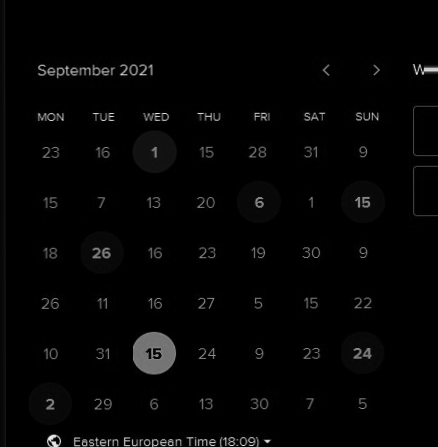 September 2021
MON TUE WED THU FRI SAT SUN
23 16 1 15 28 31 9
15 7 13 20 6 1 15
18 26 16 23 19 30 9
26 11 16 27 5 15 22
10 31 15 24 9 23 24
2 29 6 13 30 7 5
Eastern European Time (18:09)